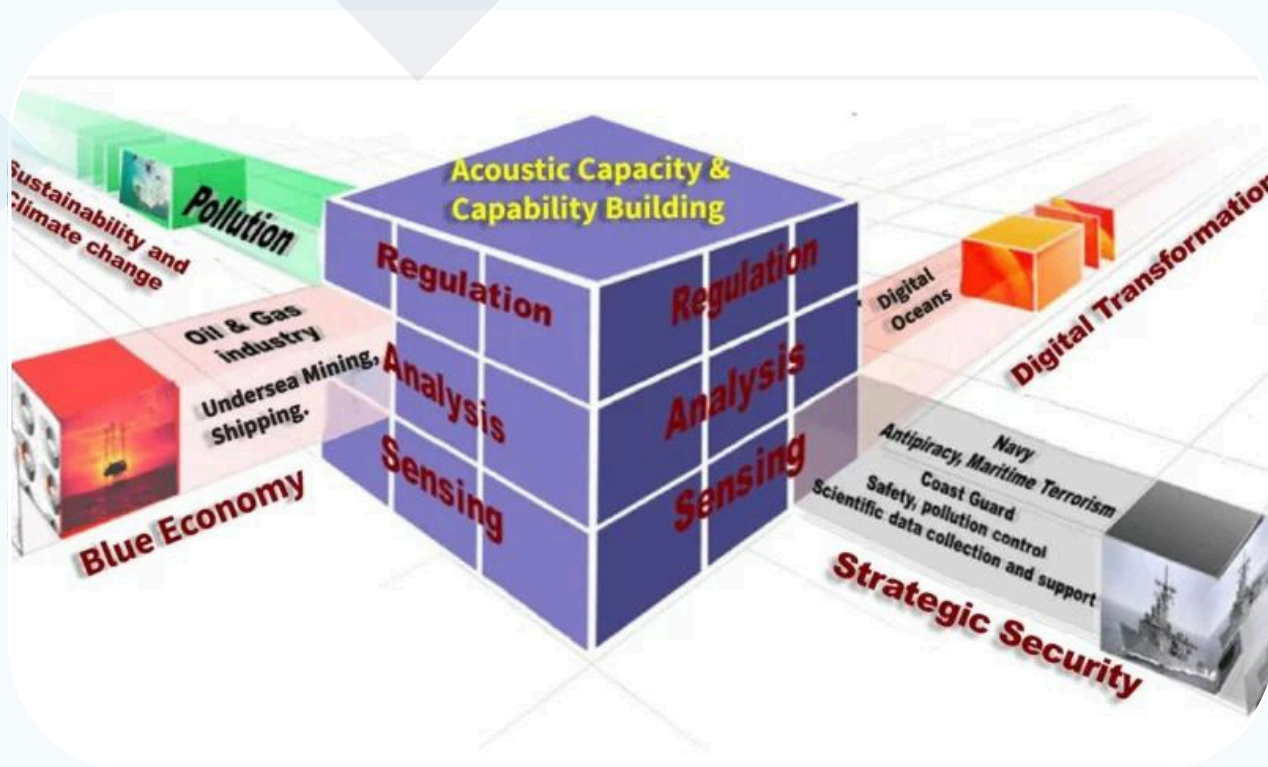 Acoustic Capacity &
Capability Building
Regulation
Analysis
Sensing
Regulation
Analysis
Sensing
Pollution
Sustainability and
Climate change
Oil & Gas
industry
Undersea Mining,
Shipping.
Blue Economy
Digital
Oceans
Digital Transformation
Navy
Antipiracy, Maritime Terrorism
Coast Guard
Safety, pollution control
Scientific data collection and support
Strategic Security